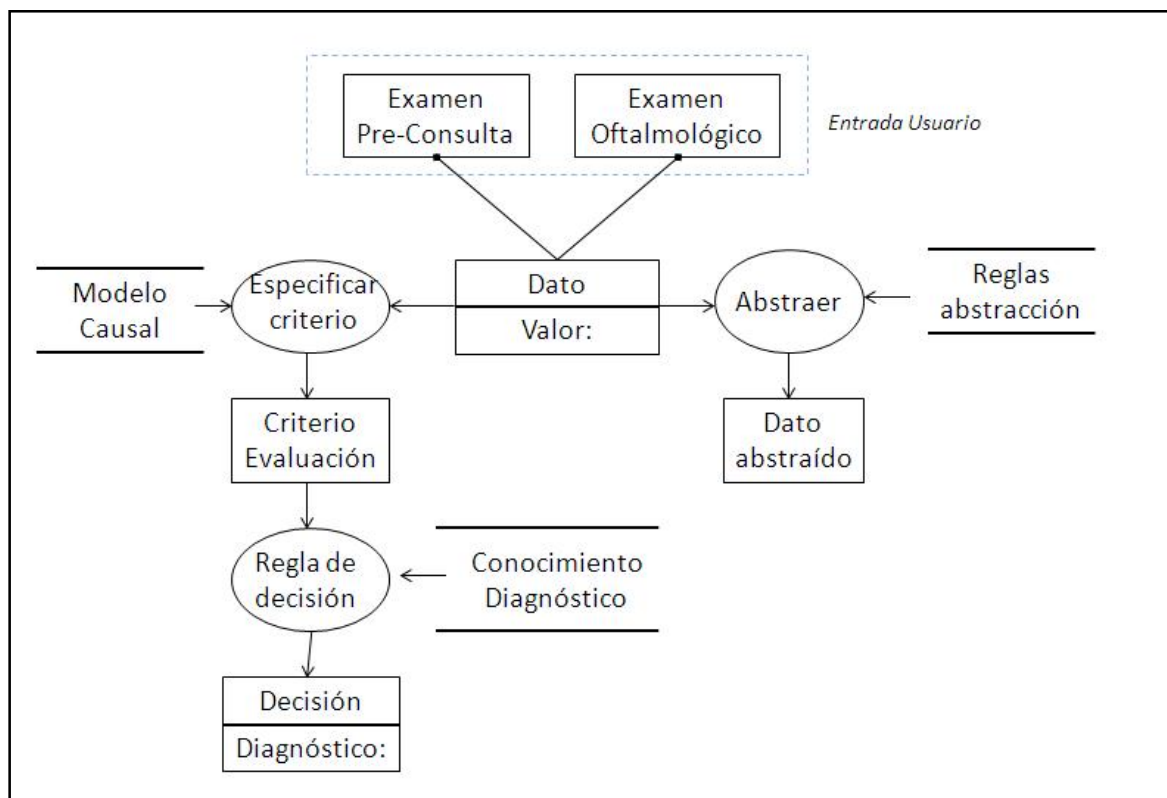 Examen
Pre-Consulta
Examen
Oftalmológico
Entrada Usuario
Modelo
Causal
Especificar
criterio
Dato
Valor:
Abstraer
Reglas
abstracción
Criterio
Evaluación
Dato
abstraído
Regla de
decisión
Conocimiento
Diagnóstico
Decisión
Diagnóstico: